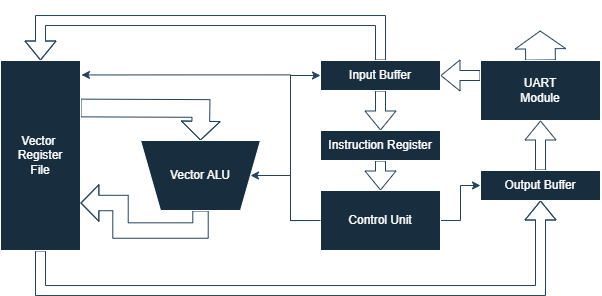 Input Buffer
UART
Module
Vector
Register
File
Instruction Register
Vector ALU
Output Buffer
Control Unit